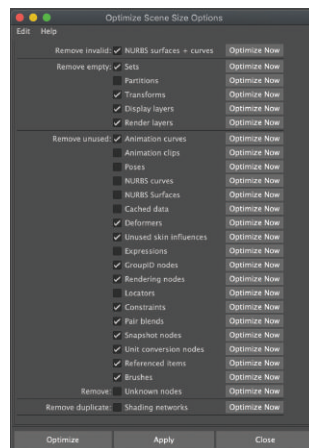 Optimize Scene Size Options
Edit Help
Remove invalid: NURBS surfaces + curves Optimize Now
Remove empty: Sets Optimize Now
Partitions Optimize Now
Transforms Optimize Now
Display layers Optimize Now
Render layers Optimize Now
Remove unused: Animation curves Optimize Now
Animation clips Optimize Now
Poses Optimize Now
NURBS curves Optimize Now
NURBS Surfaces Optimize Now
Cached data Optimize Now
Deformers Optimize Now
Unused skin influences Optimize Now
Expressions Optimize Now
GroupID nodes Optimize Now
Rendering nodes Optimize Now
Locators Optimize Now
Constraints Optimize Now
Pair blends Optimize Now
Snapshot nodes Optimize Now
Unit conversion nodes Optimize Now
Referenced items Optimize Now
Brushes Optimize Now
Remove: Unknown nodes Optimize Now
Remove duplicate: Shading networks Optimize Now
Optimize Apply Close